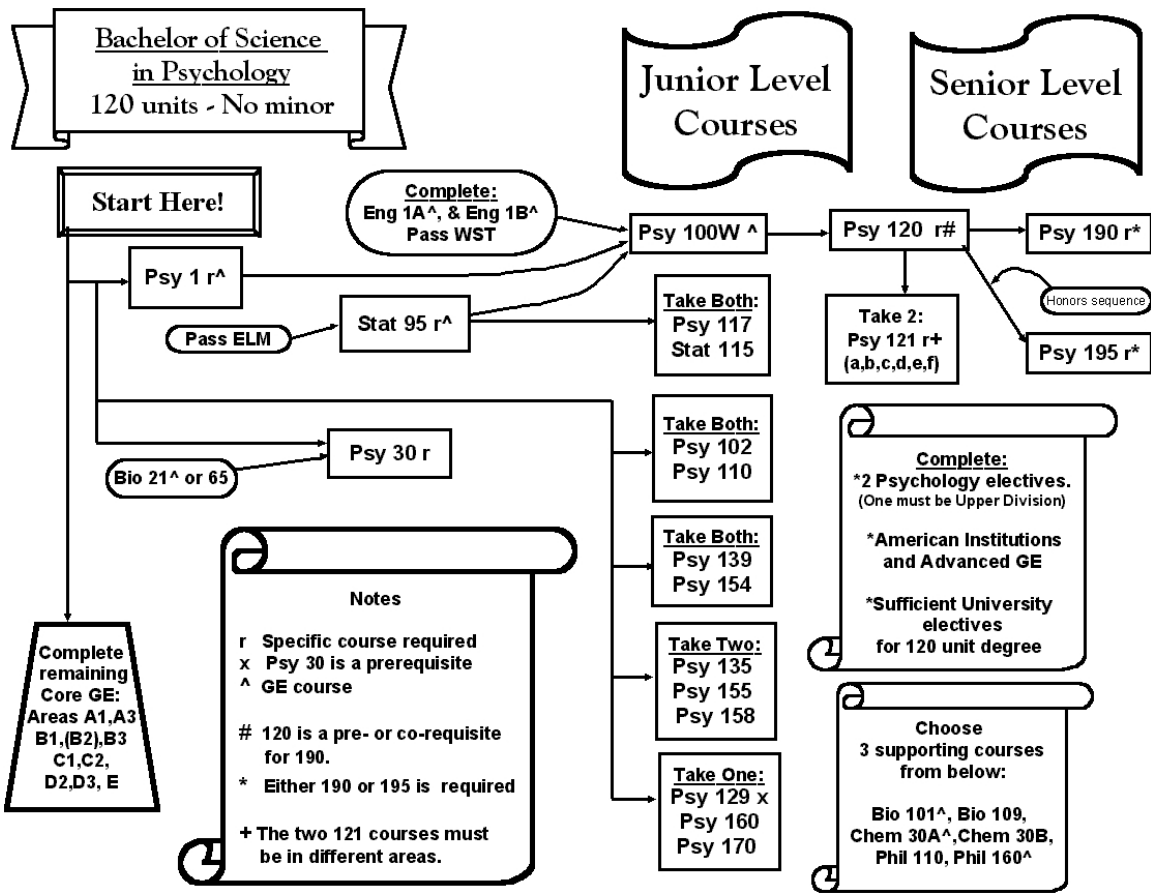 Bachelor of Science
in Psychology
120 units - No minor
Junior Level
Courses
Senior Level
Courses
Start Here!
Complete:
Eng 1A^, & Eng 1B^
Pass WST
Psy 100W ^
Psy 120 r#
Psy 190 r*
Psy 1 r^
Honors sequence
Pass ELM
Stat 95 r^
Take Both:
Psy 117
Stat 115
Take 2:
Psy 121 r+
(a,b,c,d,e,f)
Psy 195 r*
Psy 30 r
Bio 21^ or 65
Take Both:
Psy 102
Psy 110
Take Both:
Psy 139
Psy 154
Take Two:
Psy 135
Psy 155
Psy 158
Take One:
Psy 129 x
Psy 160
Psy 170
Complete:
*2 Psychology electives.
(One must be Upper Division)
*American Institutions
and Advanced GE
*Sufficient University
electives
for 120 unit degree
Complete
remaining
Core GE:
Areas A1,A3
B1,(B2),B3
C1,C2,
D2,D3, E
Notes
r Specific course required
x Psy 30 is a prerequisite
^ GE course
# 120 is a pre- or co-requisite
for 190.
* Either 190 or 195 is required
+ The two 121 courses must
be in different areas.
Choose
3 supporting courses
from below:
Bio 101^, Bio 109,
Chem 30A^,Chem 30B,
Phil 110, Phil 160^